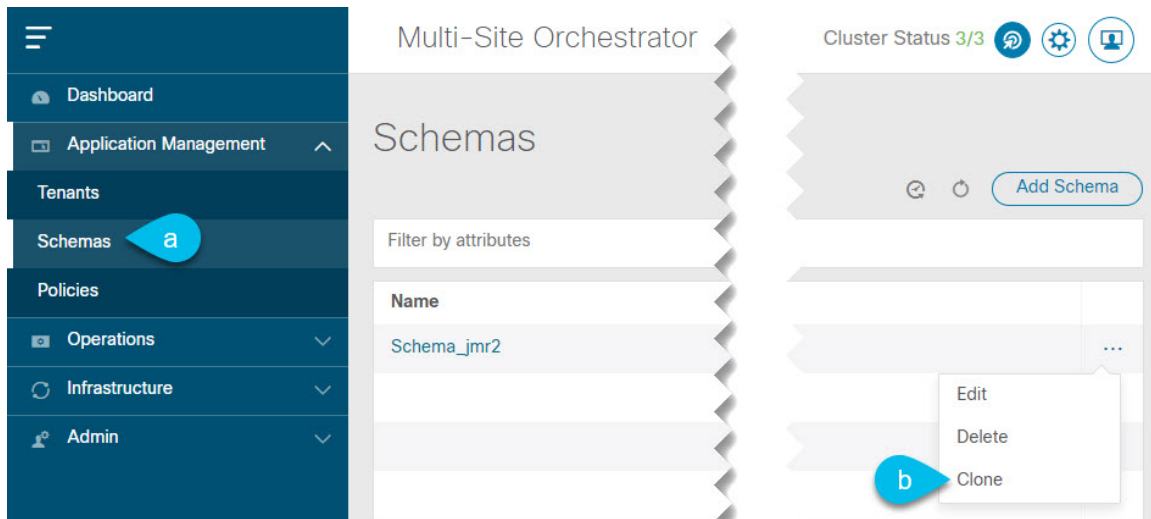 Multi-Site Orchestrator
Cluster Status 3/3
Dashboard
Application Management
Tenants
Schemas
a
Policies
Operations
Infrastructure
Admin
Schemas
Add Schema
Filter by attributes
Name
Schema_jmr2
...
Edit
Delete
b
Clone